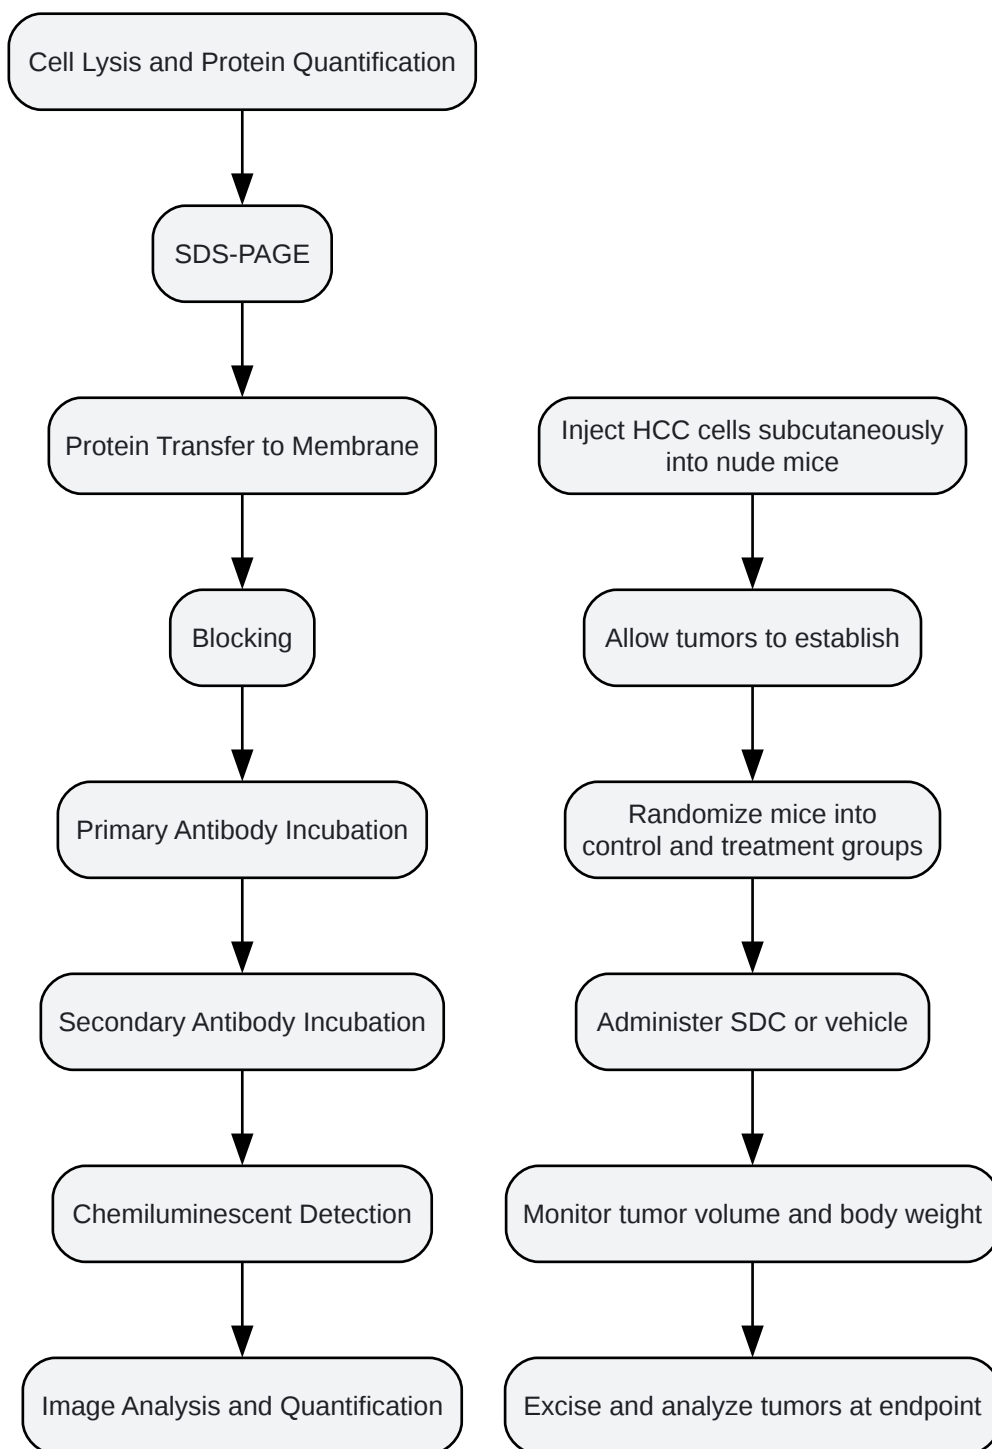 Cell Lysis and Protein Quantification
SDS-PAGE
Protein Transfer to Membrane
Blocking
Primary Antibody Incubation
Secondary Antibody Incubation
Chemiluminescent Detection
Image Analysis and Quantification
Inject HCC cells subcutaneously
into nude mice
Allow tumors to establish
Randomize mice into
control and treatment groups
Administer SDC or vehicle
Monitor tumor volume and body weight
Excise and analyze tumors at endpoint